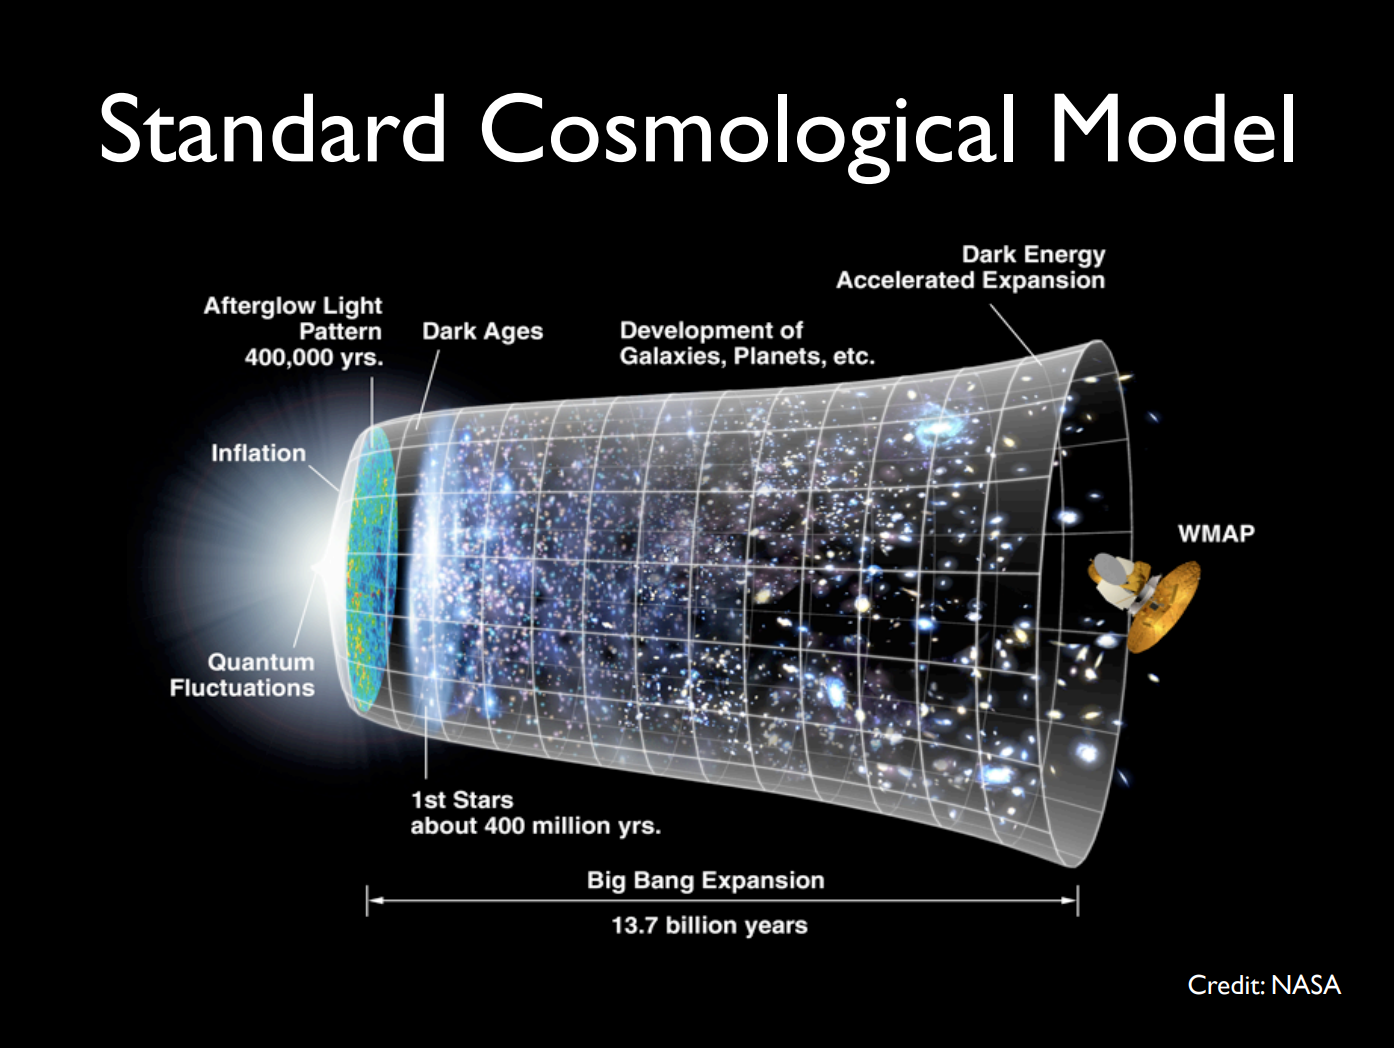 Standard Cosmological Model
Dark Energy
Accelerated Expansion
Afterglow Light
Pattern
400,000 yrs.
Dark Ages
Development of
Galaxies, Planets, etc.
Inflation
WMAP
Quantum
Fluctuations
1st Stars
about 400 million yrs.
Big Bang Expansion
13.7 billion years
Credit: NASA